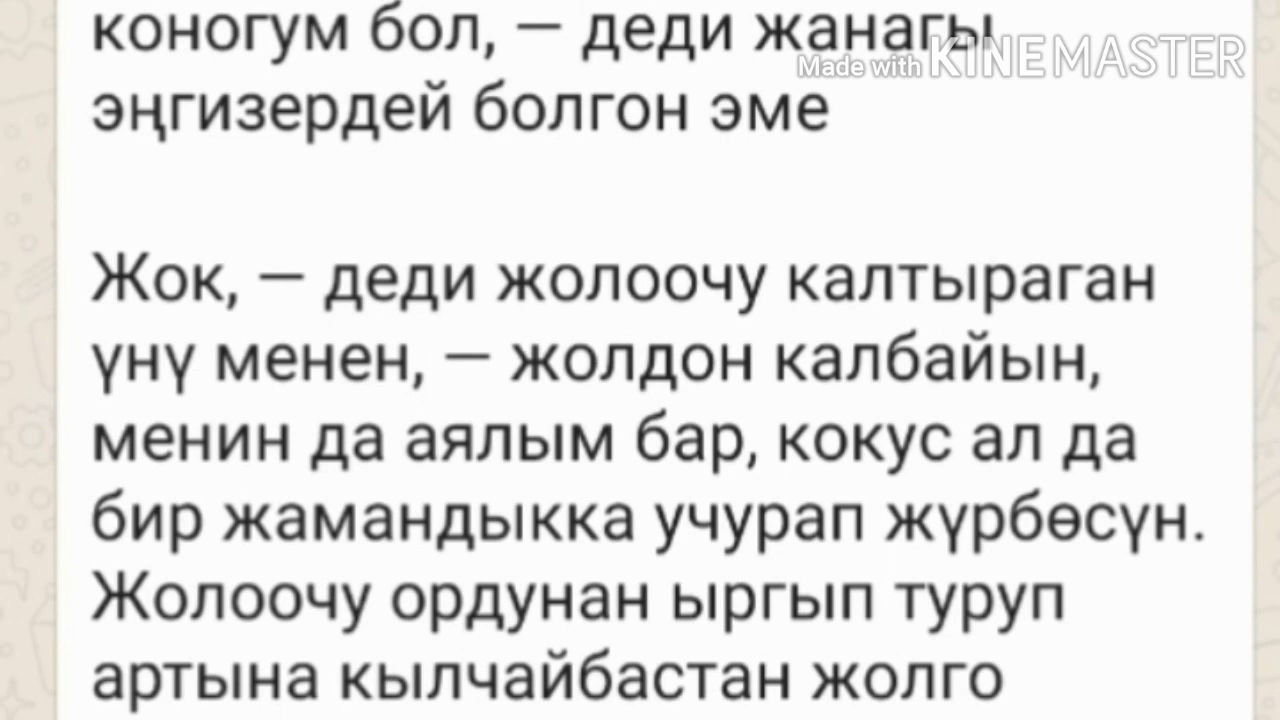 коногум бол, — деди жанагы
Made with KINEMASTER
эңгизердей болгон эме
Жок, — деди жолоочу калтыраган
үнү менен, — жолдон калбайын,
менин да аялым бар, кокус ал да
бир жамандыкка учурап жүрбөсүн.
Жолоочу ордунан ыргып туруп
артына кылчайбастан жолго